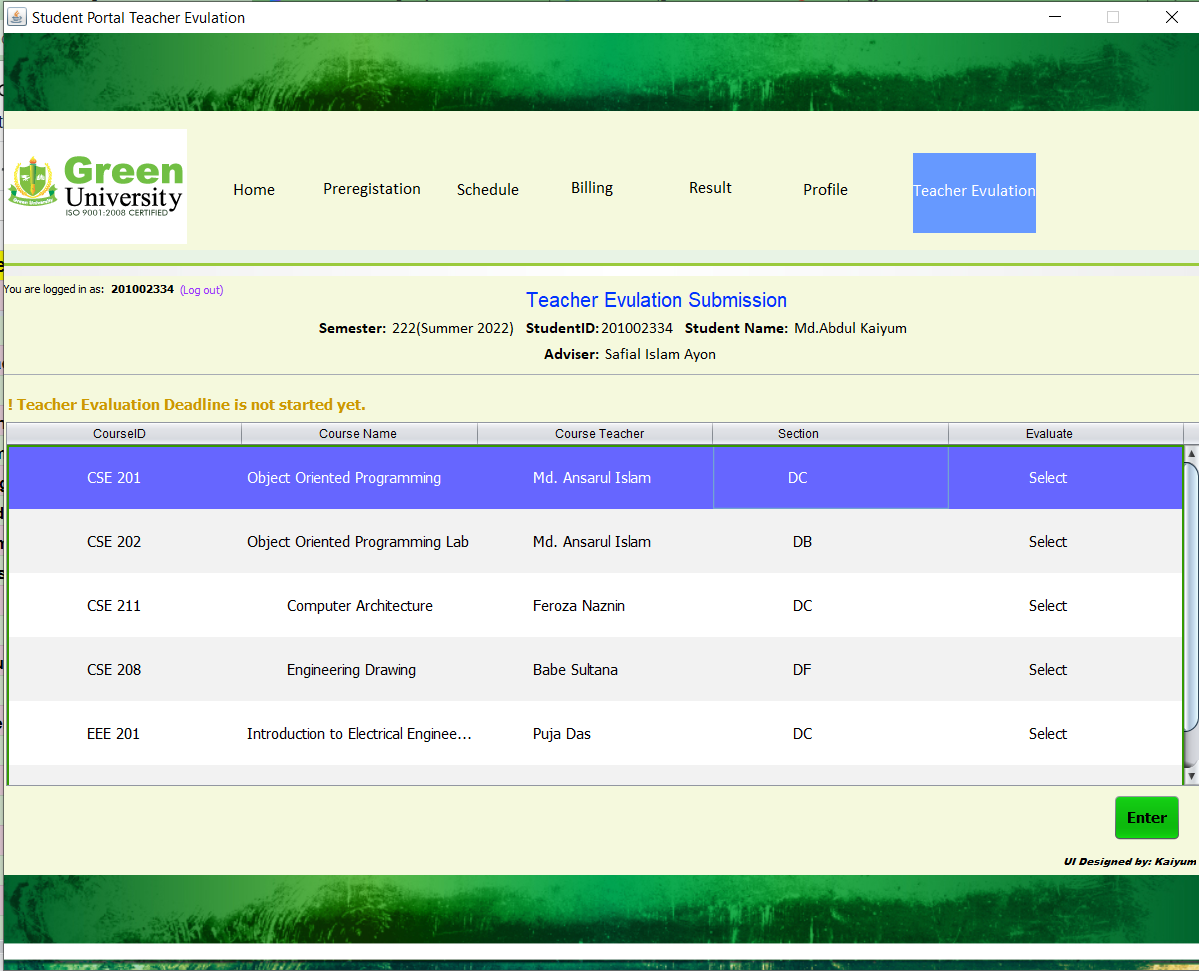 Student Portal Teacher Evulation
Green
University
ISO 9001:2008 CERTIFIED
Green University
Home Preregistation Schedule Billing Result Profile Teacher Evulation
You are logged in as: 201002334 (Log out)
Teacher Evulation Submission
Semester: 222(Summer 2022) StudentID: 201002334 Student Name: Md.Abdul Kaiyum
Adviser: Safial Islam Ayon
! Teacher Evaluation Deadline is not started yet.
CourseID Course Name Course Teacher Section Evaluate
CSE 201 Object Oriented Programming Md. Ansarul Islam DC Select
CSE 202 Object Oriented Programming Lab Md. Ansarul Islam DB Select
CSE 211 Computer Architecture Feroza Naznin DC Select
CSE 208 Engineering Drawing Babe Sultana DF Select
EEE 201 Introduction to Electrical Enginee... Puja Das DC Select
Enter
UI Designed by: Kaiyum